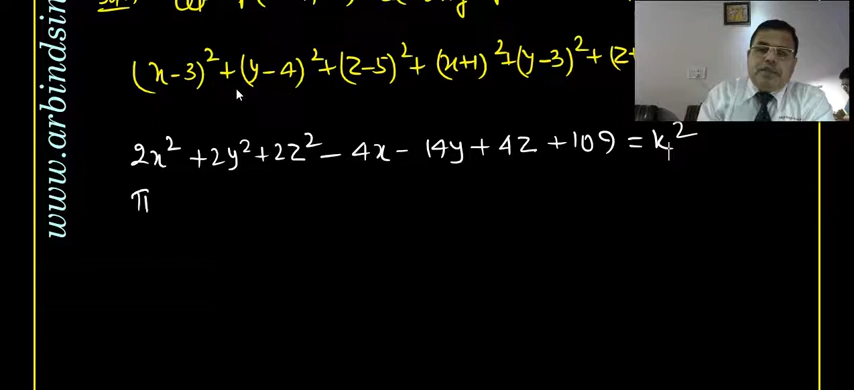 (x-3)²+(y-4)²+(z-5)²+(x+1)²+(y-3)²+(z+
2x²+2y²+2z²-4x-14y+4z+109=k²
π
www.arbindsin